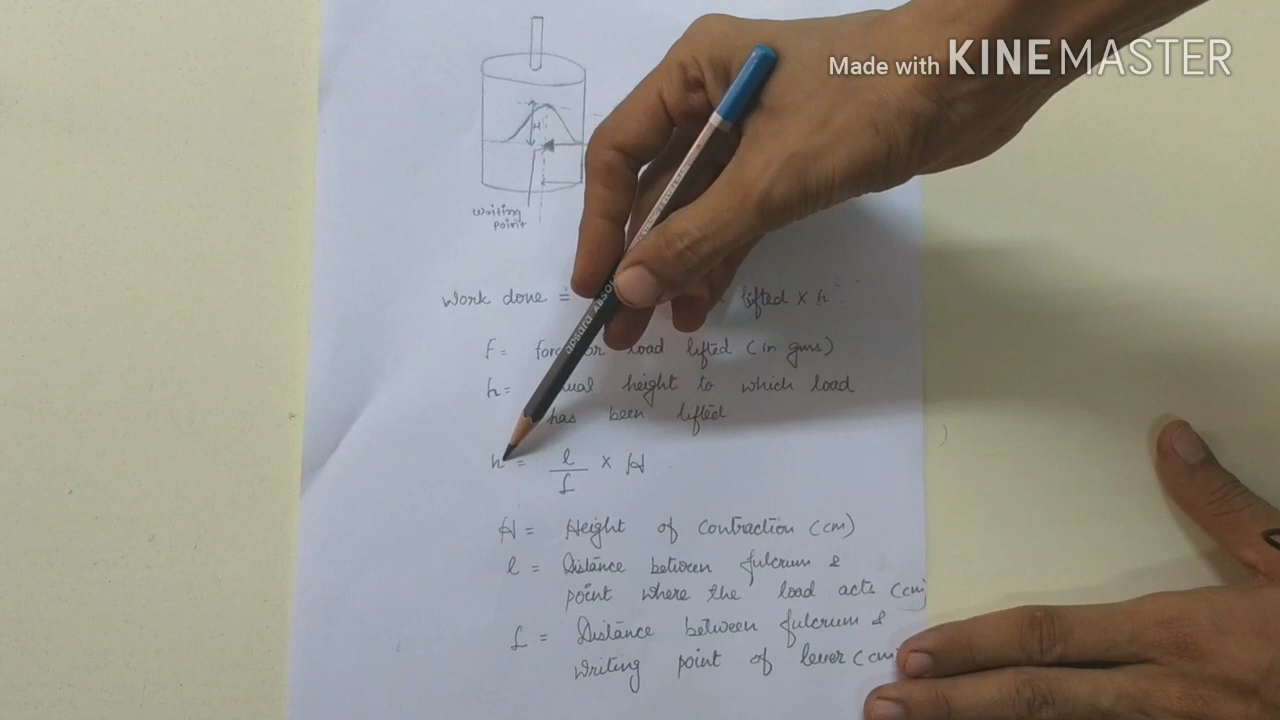 Made with KINEMASTER
H
Writing
Point
Work done = lifted × h
f = load lifted (in gms)
h = height to which load
has been lifted
h = l/L × H
H = Height of contraction (cm)
l = Distance between fulcrum &
point where the load acts (cm)
L = Distance between fulcrum &
writing point of lever (cm)
apsara ABSOLU